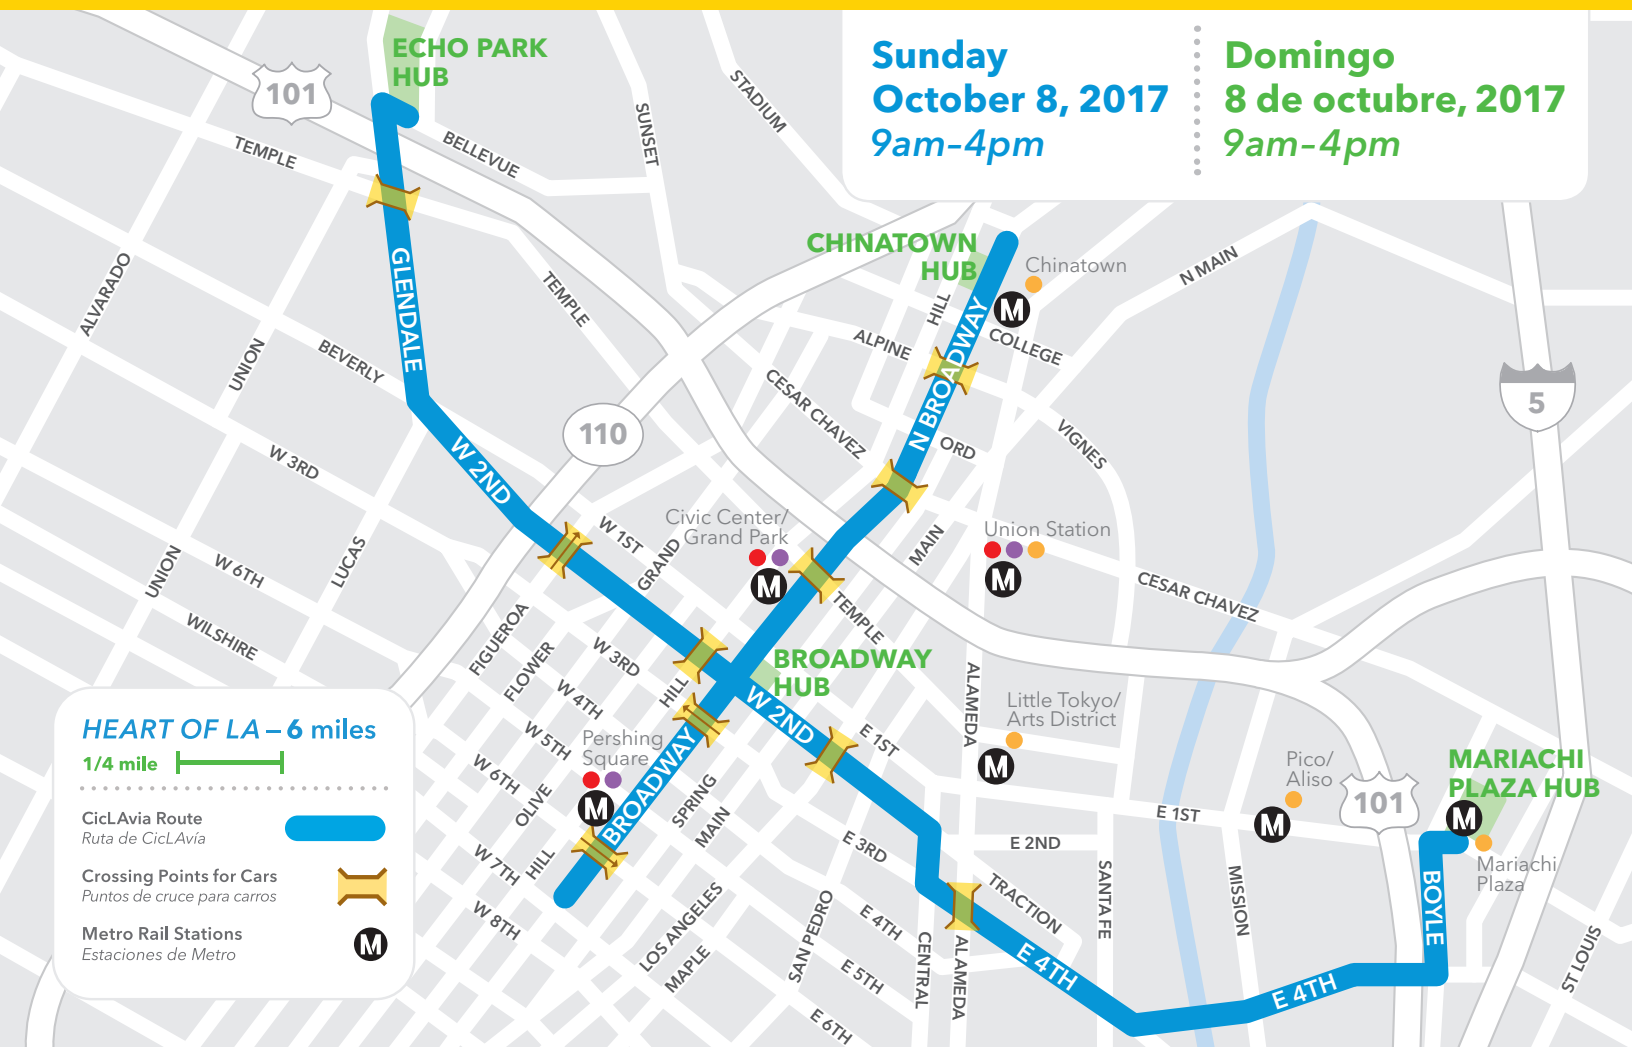 Sunday
October 8, 2017
9am–4pm
Domingo
8 de octubre, 2017
9am–4pm
ECHO PARK
HUB
101
TEMPLE
BELLEVUE
SUNSET
STADIUM
GLENDALE
ALVARADO
UNION
BEVERLY
TEMPLE
CHINATOWN
HUB
Chinatown
M
HILL
N MAIN
ALPINE
COLLEGE
N BROADWAY
CESAR CHAVEZ
ORD
VIGNES
5
110
W 2ND
W 3RD
UNION
LUCAS
W 6TH
WILSHIRE
W 1ST
GRAND
Civic Center/
Grand Park
M
MAIN
Union Station
M
CESAR CHAVEZ
TEMPLE
FIGUEROA
FLOWER
W 3RD
HILL
W 4TH
W 5TH
W 6TH
OLIVE
BROADWAY
HUB
W 2ND
E 1ST
ALAMEDA
Little Tokyo/
Arts District
M
Pershing
Square
M
BROADWAY
SPRING
MAIN
HILL
W 7TH
W 8TH
LOS ANGELES
MAPLE
SAN PEDRO
E 3RD
E 4TH
E 5TH
E 6TH
CENTRAL
ALAMEDA
TRACTION
E 2ND
SANTA FE
E 1ST
MISSION
Pico/
Aliso
M
101
MARIACHI
PLAZA HUB
M
Mariachi
Plaza
BOYLE
E 4TH
E 4TH
ST LOUIS
HEART OF LA – 6 miles
1/4 mile
CicLAvia Route
Ruta de CicLAvía
Crossing Points for Cars
Puntos de cruce para carros
Metro Rail Stations
Estaciones de Metro
M